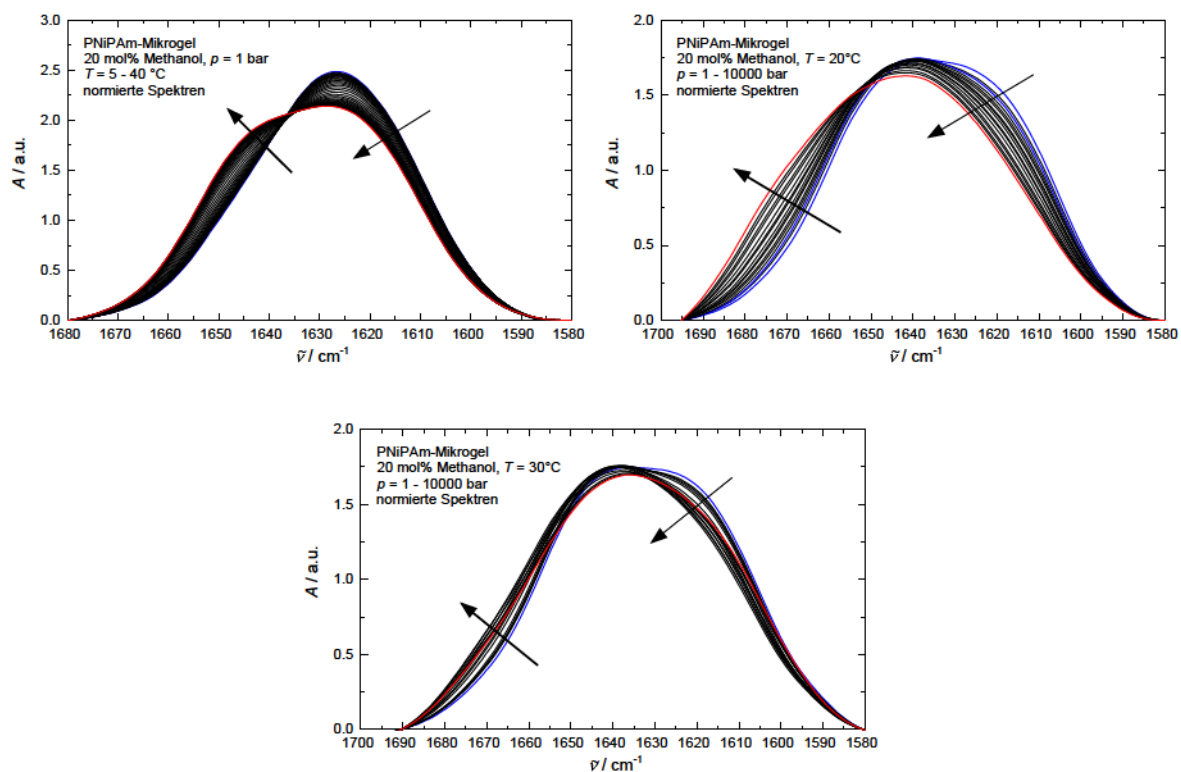 PNiPAm-Mikrogel
20 mol% Methanol, p = 1 bar
T = 5 - 40 °C
normierte Spektren
3.0
2.5
2.0
1.5
1.0
0.5
0.0
A / a.u.
1680 1670 1660 1650 1640 1630 1620 1610 1600 1590 1580
ν̃ / cm⁻¹
PNiPAm-Mikrogel
20 mol% Methanol, T = 20°C
p = 1 - 10000 bar
normierte Spektren
2.0
1.5
1.0
0.5
0.0
A / a.u.
1700 1690 1680 1670 1660 1650 1640 1630 1620 1610 1600 1590 1580
ν̃ / cm⁻¹
PNiPAm-Mikrogel
20 mol% Methanol, T = 30°C
p = 1 - 10000 bar
normierte Spektren
2.0
1.5
1.0
0.5
0.0
A / a.u.
1700 1690 1680 1670 1660 1650 1640 1630 1620 1610 1600 1590 1580
ν̃ / cm⁻¹